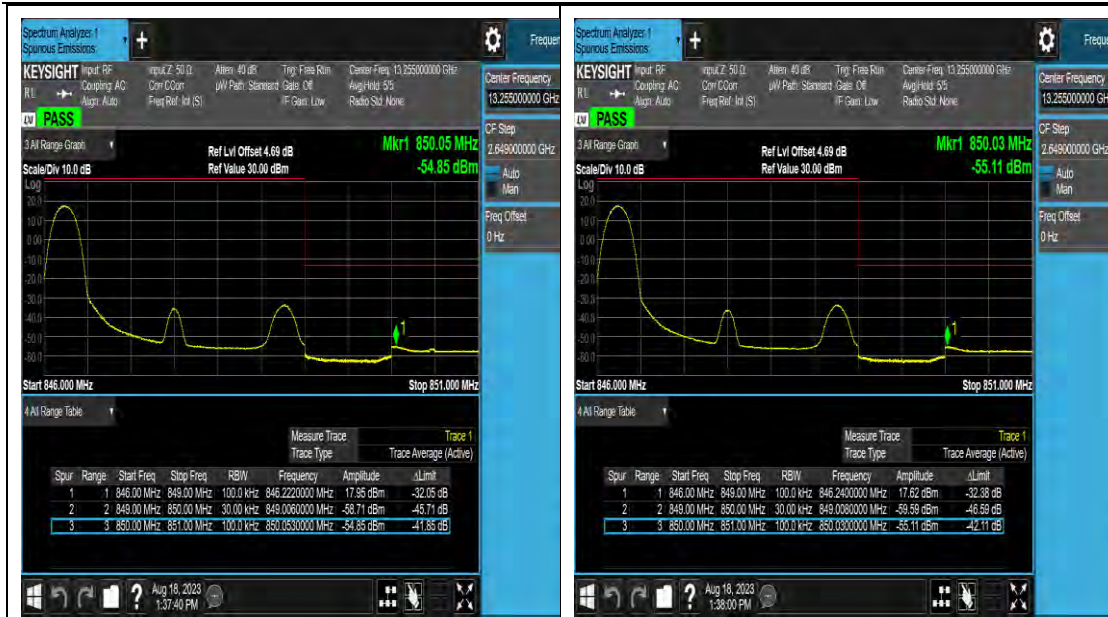 Spectrum Analyzer 1
Spurious Emissions
Frequen
KEYSIGHT Input: RF Input Z: 50 Ω Atten: 40 dB Trig: Free Run Center Freq: 13.255000000 GHz
Coupling: AC Corr CCorr µW Path: Standard Gate: Off Avg|Hold: 5/5
Align: Auto Freq Ref: Int (S) IF Gain: Low Radio Std: None
PASS
3 All Range Graph
Ref Lvl Offset 4.69 dB
Mkr1 850.05 MHz
Scale/Div 10.0 dB
Ref Value 30.00 dBm
-54.85 dBm
Log
20.0
10.0
0.00
-10.0
-20.0
-30.0
-40.0
-50.0
-60.0
1
Start 846.000 MHz
Stop 851.000 MHz
Center Frequency
13.255000000 GHz
CF Step
2.649000000 GHz
Auto
Man
Freq Offset
0 Hz
4 All Range Table
Measure Trace Trace 1
Trace Type Trace Average (Active)
Spur Range Start Freq Stop Freq RBW Frequency Amplitude ΔLimit
1 1 846.00 MHz 849.00 MHz 100.0 kHz 846.2220000 MHz 17.95 dBm -32.05 dB
2 2 849.00 MHz 850.00 MHz 30.00 kHz 849.0060000 MHz -58.71 dBm -45.71 dB
3 3 850.00 MHz 851.00 MHz 100.0 kHz 850.0530000 MHz -54.85 dBm -41.85 dB
?
Aug 18, 2023
1:37:40 PM
Spectrum Analyzer 1
Spurious Emissions
Freque
KEYSIGHT Input: RF Input Z: 50 Ω Atten: 40 dB Trig: Free Run Center Freq: 13.255000000 GHz
Coupling: AC Corr CCorr µW Path: Standard Gate: Off Avg|Hold: 5/5
Align: Auto Freq Ref: Int (S) IF Gain: Low Radio Std: None
PASS
3 All Range Graph
Ref Lvl Offset 4.69 dB
Mkr1 850.03 MHz
Scale/Div 10.0 dB
Ref Value 30.00 dBm
-55.11 dBm
Log
20.0
10.0
0.00
-10.0
-20.0
-30.0
-40.0
-50.0
-60.0
1
Start 846.000 MHz
Stop 851.000 MHz
Center Frequency
13.255000000 GHz
CF Step
2.649000000 GHz
Auto
Man
Freq Offset
0 Hz
4 All Range Table
Measure Trace Trace 1
Trace Type Trace Average (Active)
Spur Range Start Freq Stop Freq RBW Frequency Amplitude ΔLimit
1 1 846.00 MHz 849.00 MHz 100.0 kHz 846.2400000 MHz 17.62 dBm -32.38 dB
2 2 849.00 MHz 850.00 MHz 30.00 kHz 849.0080000 MHz -59.59 dBm -46.59 dB
3 3 850.00 MHz 851.00 MHz 100.0 kHz 850.0300000 MHz -55.11 dBm -42.11 dB
?
Aug 18, 2023
1:38:00 PM